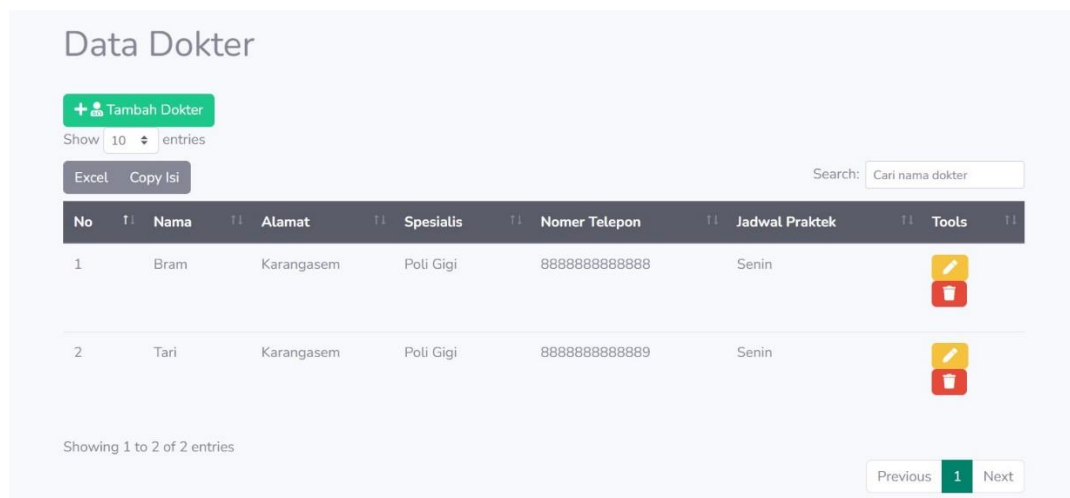 Data Dokter
Tambah Dokter
Show 10 entries
Excel Copy Isi
Search: Cari nama dokter
No Nama Alamat Spesialis Nomer Telepon Jadwal Praktek Tools
1 Bram Karangasem Poli Gigi 8888888888888 Senin
2 Tari Karangasem Poli Gigi 8888888888889 Senin
Showing 1 to 2 of 2 entries
Previous 1 Next